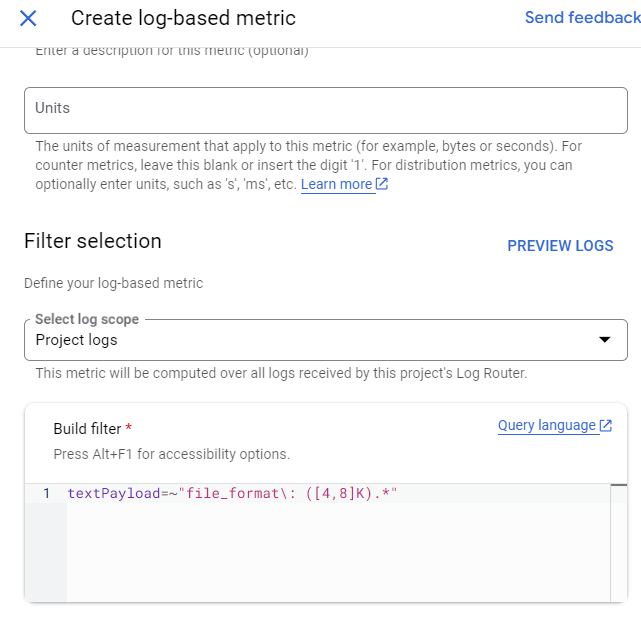 Create log-based metric
Send feedback
Enter a description for this metric (optional)
Units
The units of measurement that apply to this metric (for example, bytes or seconds). For
counter metrics, leave this blank or insert the digit '1'. For distribution metrics, you can
optionally enter units, such as 's', 'ms', etc. Learn more
Filter selection
PREVIEW LOGS
Define your log-based metric
Select log scope
Project logs
This metric will be computed over all logs received by this project's Log Router.
Build filter *
Query language
Press Alt+F1 for accessibility options.
1 textPayload=~"file_format\: ([4,8]K).*"